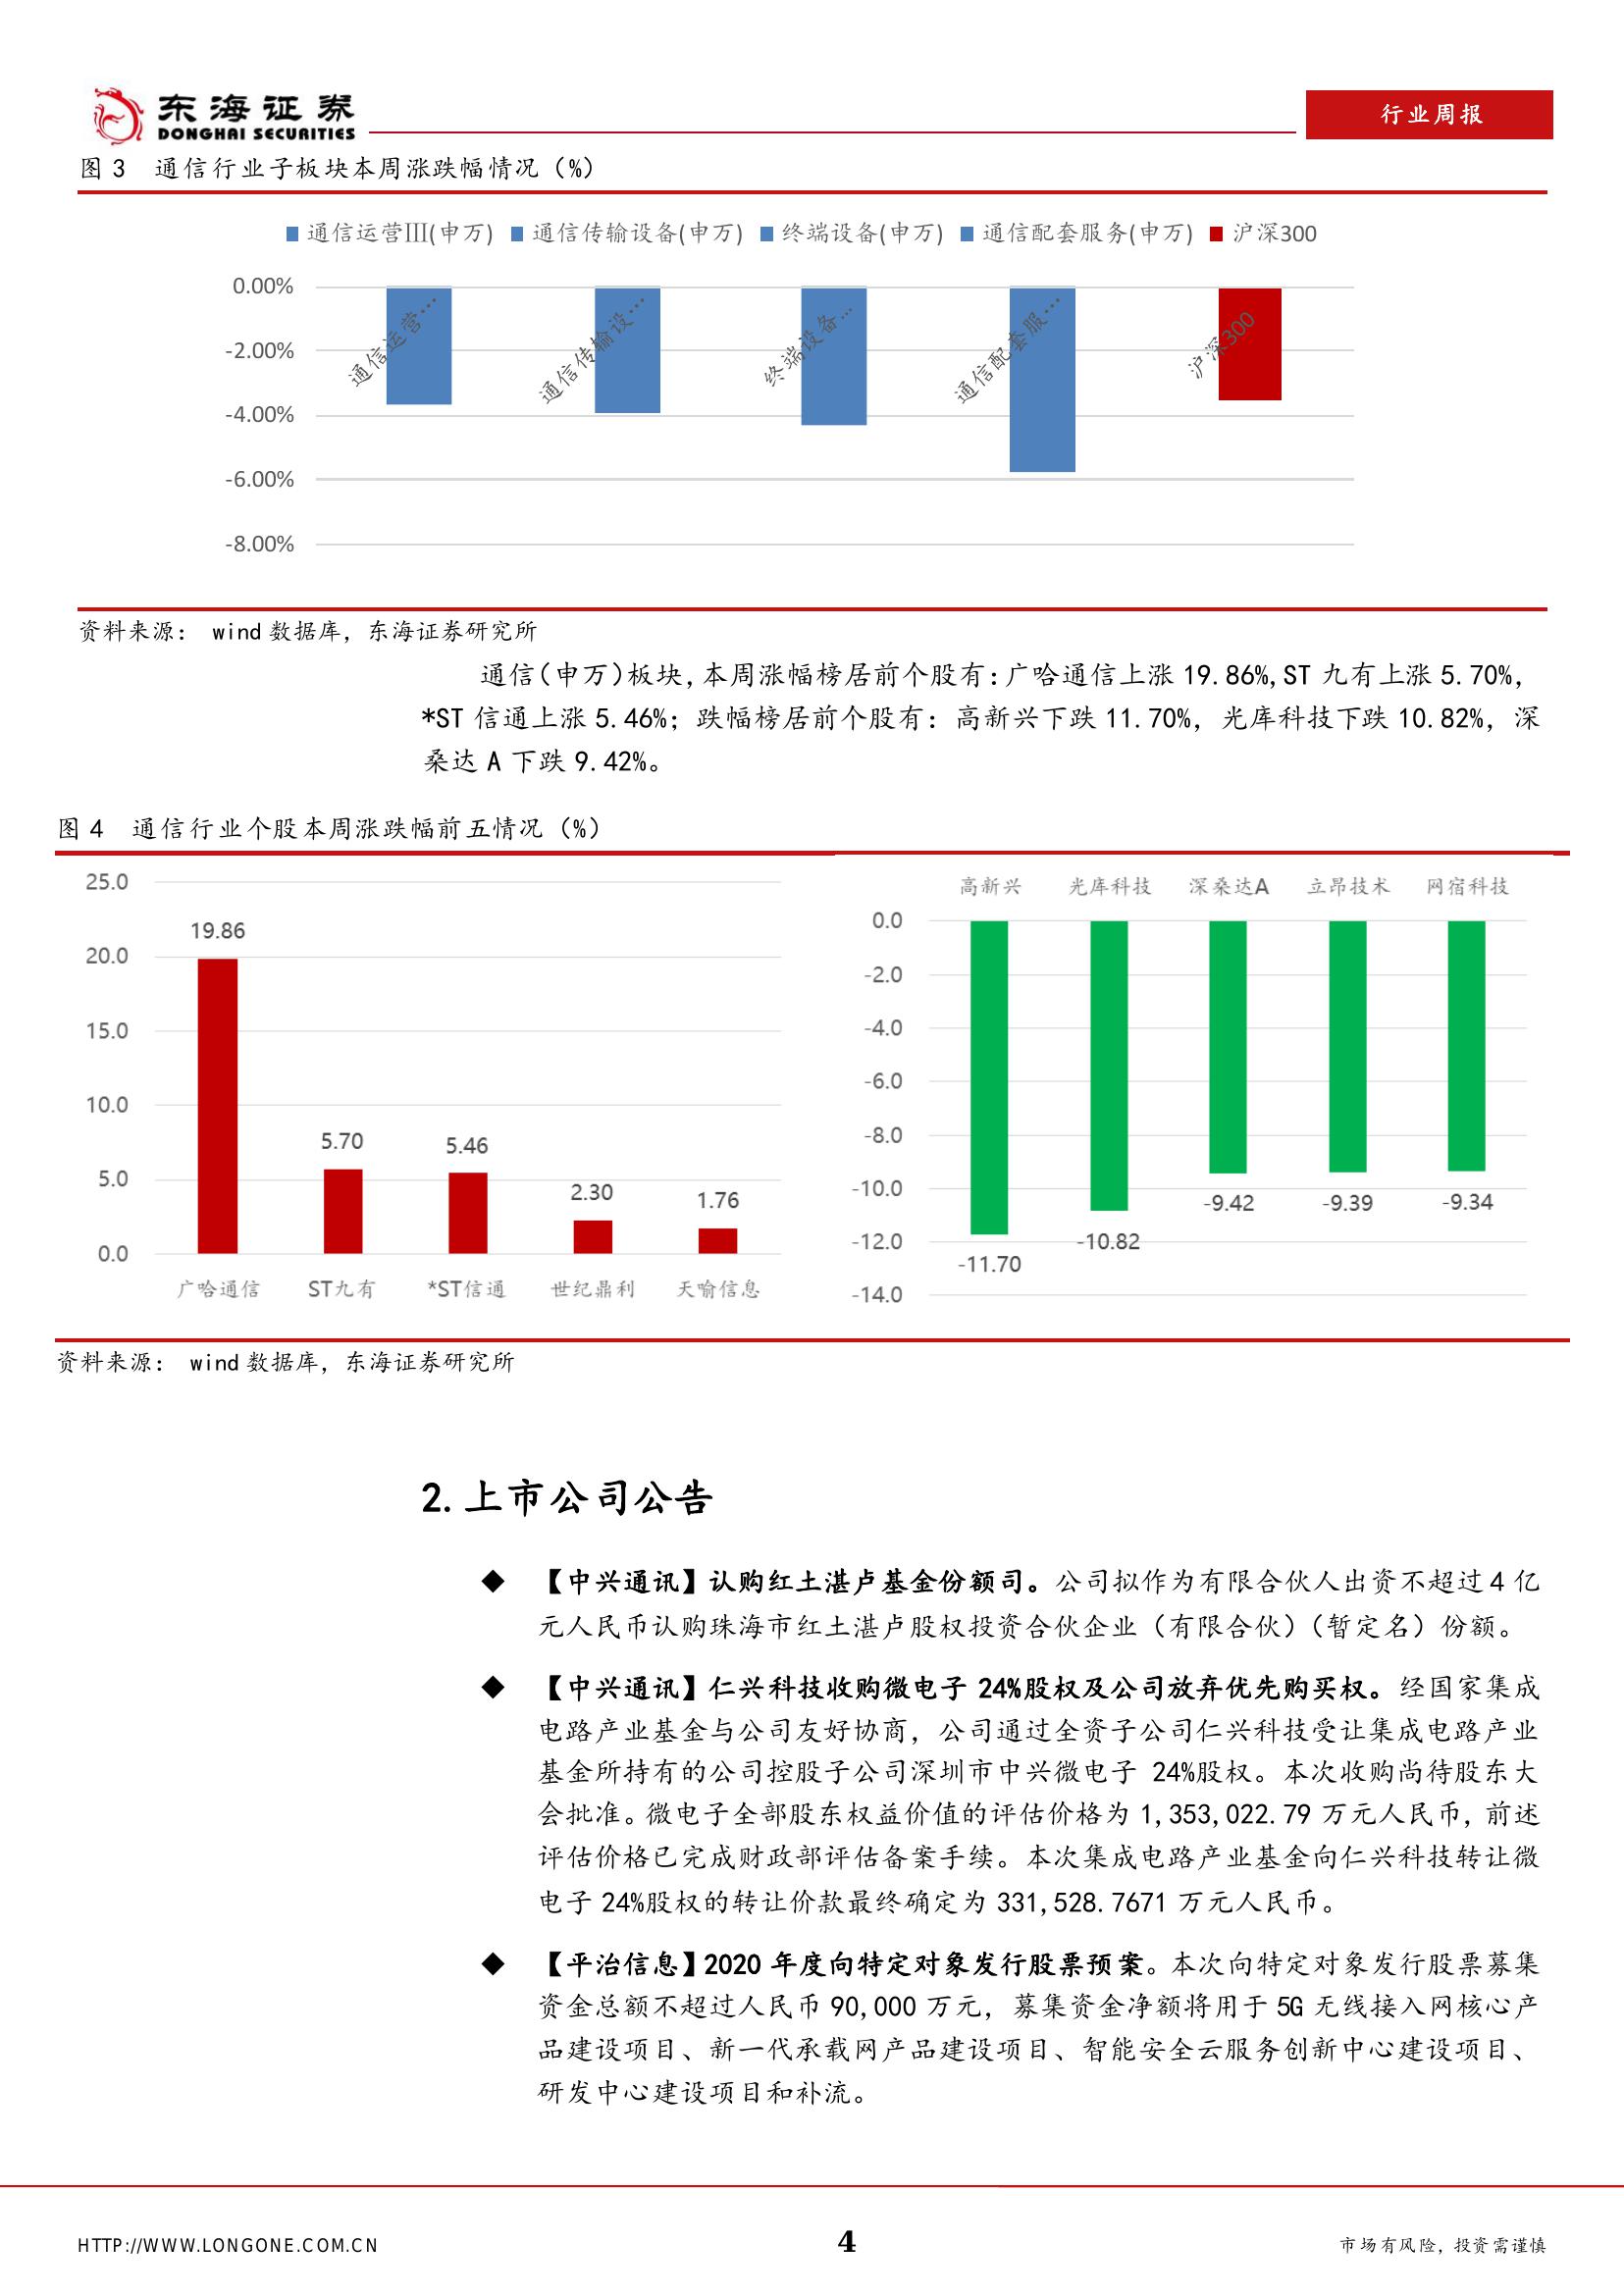 东海证券
DONGHAI SECURITIES
行业周报
图 3 通信行业子板块本周涨跌幅情况（%）
通信运营III(申万) 通信传输设备(申万) 终端设备(申万) 通信配套服务(申万) 沪深300
0.00%
-2.00%
-4.00%
-6.00%
-8.00%
通信运营…
通信传输设…
终端设备…
通信配套服…
沪深300
资料来源： wind 数据库，东海证券研究所
通信(申万)板块,本周涨幅榜居前个股有:广哈通信上涨 19.86%,ST 九有上涨 5.70%,
*ST 信通上涨 5.46%; 跌幅榜居前个股有: 高新兴下跌 11.70%, 光库科技下跌 10.82%, 深
桑达 A 下跌 9.42%。
图 4 通信行业个股本周涨跌幅前五情况（%）
25.0
20.0
15.0
10.0
5.0
0.0
19.86
5.70
5.46
2.30
1.76
广哈通信 ST九有 *ST信通 世纪鼎利 天喻信息
高新兴 光库科技 深桑达A 立昂技术 网宿科技
0.0
-2.0
-4.0
-6.0
-8.0
-10.0
-12.0
-14.0
-11.70
-10.82
-9.42
-9.39
-9.34
资料来源： wind 数据库，东海证券研究所
2. 上市公司公告
◆ 【中兴通讯】认购红土湛卢基金份额司。公司拟作为有限合伙人出资不超过 4 亿
元人民币认购珠海市红土湛卢股权投资合伙企业（有限合伙）（暂定名）份额。
◆ 【中兴通讯】仁兴科技收购微电子 24%股权及公司放弃优先购买权。经国家集成
电路产业基金与公司友好协商，公司通过全资子公司仁兴科技受让集成电路产业
基金所持有的公司控股子公司深圳市中兴微电子 24%股权。本次收购尚待股东大
会批准。微电子全部股东权益价值的评估价格为 1,353,022.79 万元人民币，前述
评估价格已完成财政部评估备案手续。本次集成电路产业基金向仁兴科技转让微
电子 24%股权的转让价款最终确定为 331,528.7671 万元人民币。
◆ 【平治信息】2020 年度向特定对象发行股票预案。本次向特定对象发行股票募集
资金总额不超过人民币 90,000 万元，募集资金净额将用于 5G 无线接入网核心产
品建设项目、新一代承载网产品建设项目、智能安全云服务创新中心建设项目、
研发中心建设项目和补流。
HTTP://WWW.LONGONE.COM.CN
4
市场有风险，投资需谨慎